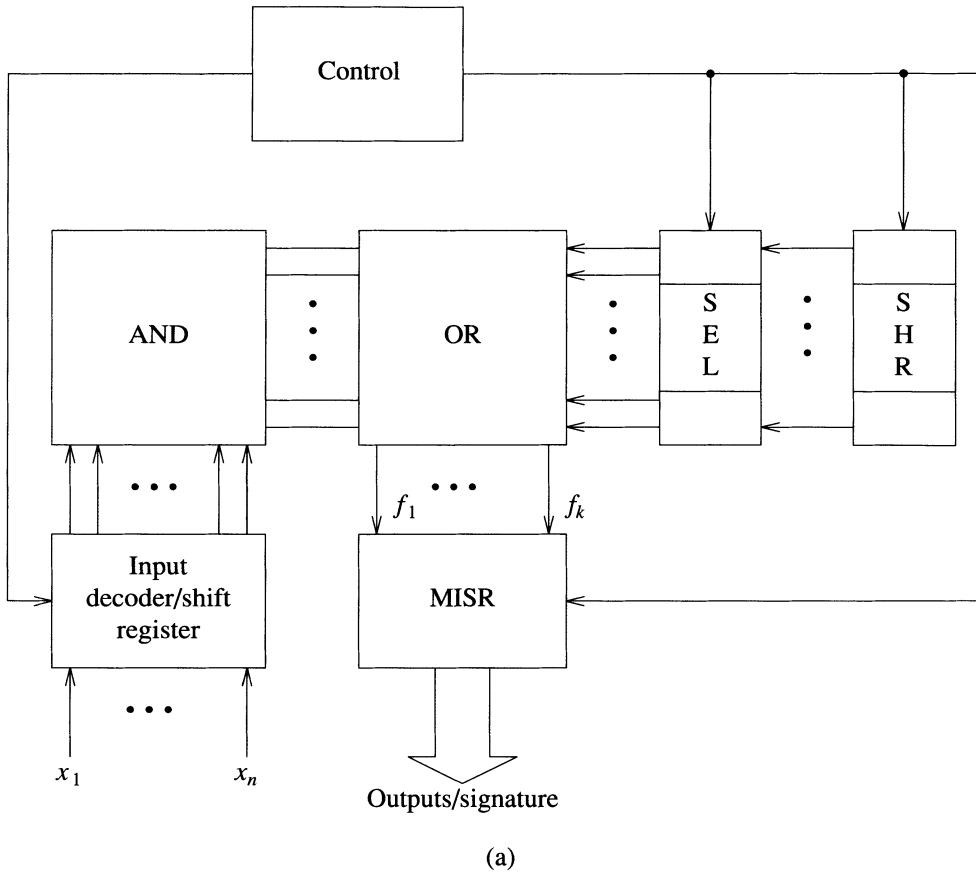 Control
AND
OR
S
E
L
S
H
R
f1
fk
Input
decoder/shift
register
MISR
x1
xn
Outputs/signature
(a)